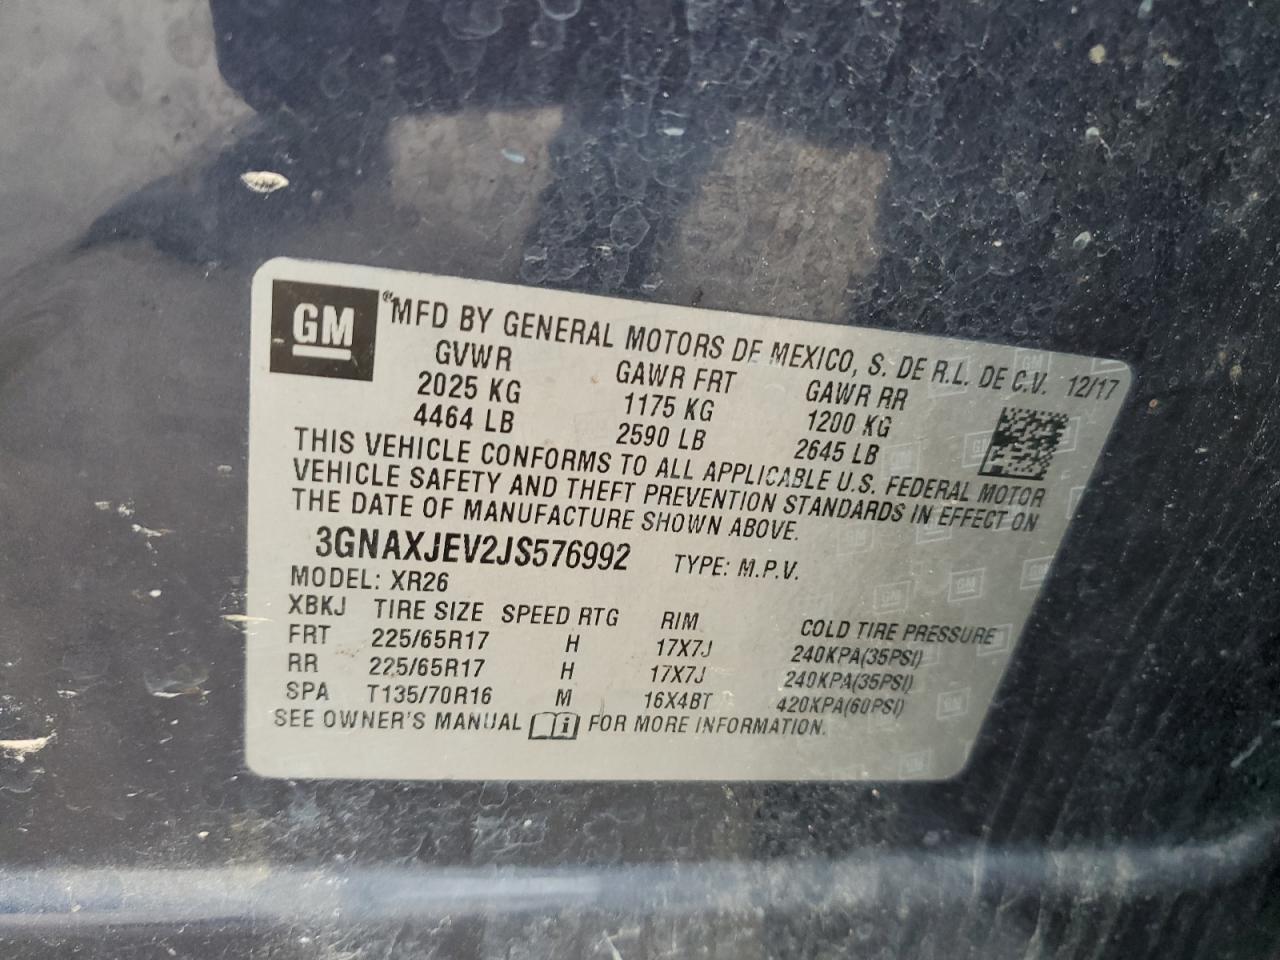 GM ® MFD BY GENERAL MOTORS DE MEXICO, S. DE R.L. DE C.V. 12/17
GVWR GAWR FRT GAWR RR
2025 KG 1175 KG 1200 KG
4464 LB 2590 LB 2645 LB
THIS VEHICLE CONFORMS TO ALL APPLICABLE U.S. FEDERAL MOTOR
VEHICLE SAFETY AND THEFT PREVENTION STANDARDS IN EFFECT ON
THE DATE OF MANUFACTURE SHOWN ABOVE.
3GNAXJEV2JS576992 TYPE: M.P.V.
MODEL: XR26
XBKJ TIRE SIZE SPEED RTG RIM COLD TIRE PRESSURE
FRT 225/65R17 H 17X7J 240KPA(35PSI)
RR 225/65R17 H 17X7J 240KPA(35PSI)
SPA T135/70R16 M 16X4BT 420KPA(60PSI)
SEE OWNER'S MANUAL i FOR MORE INFORMATION.